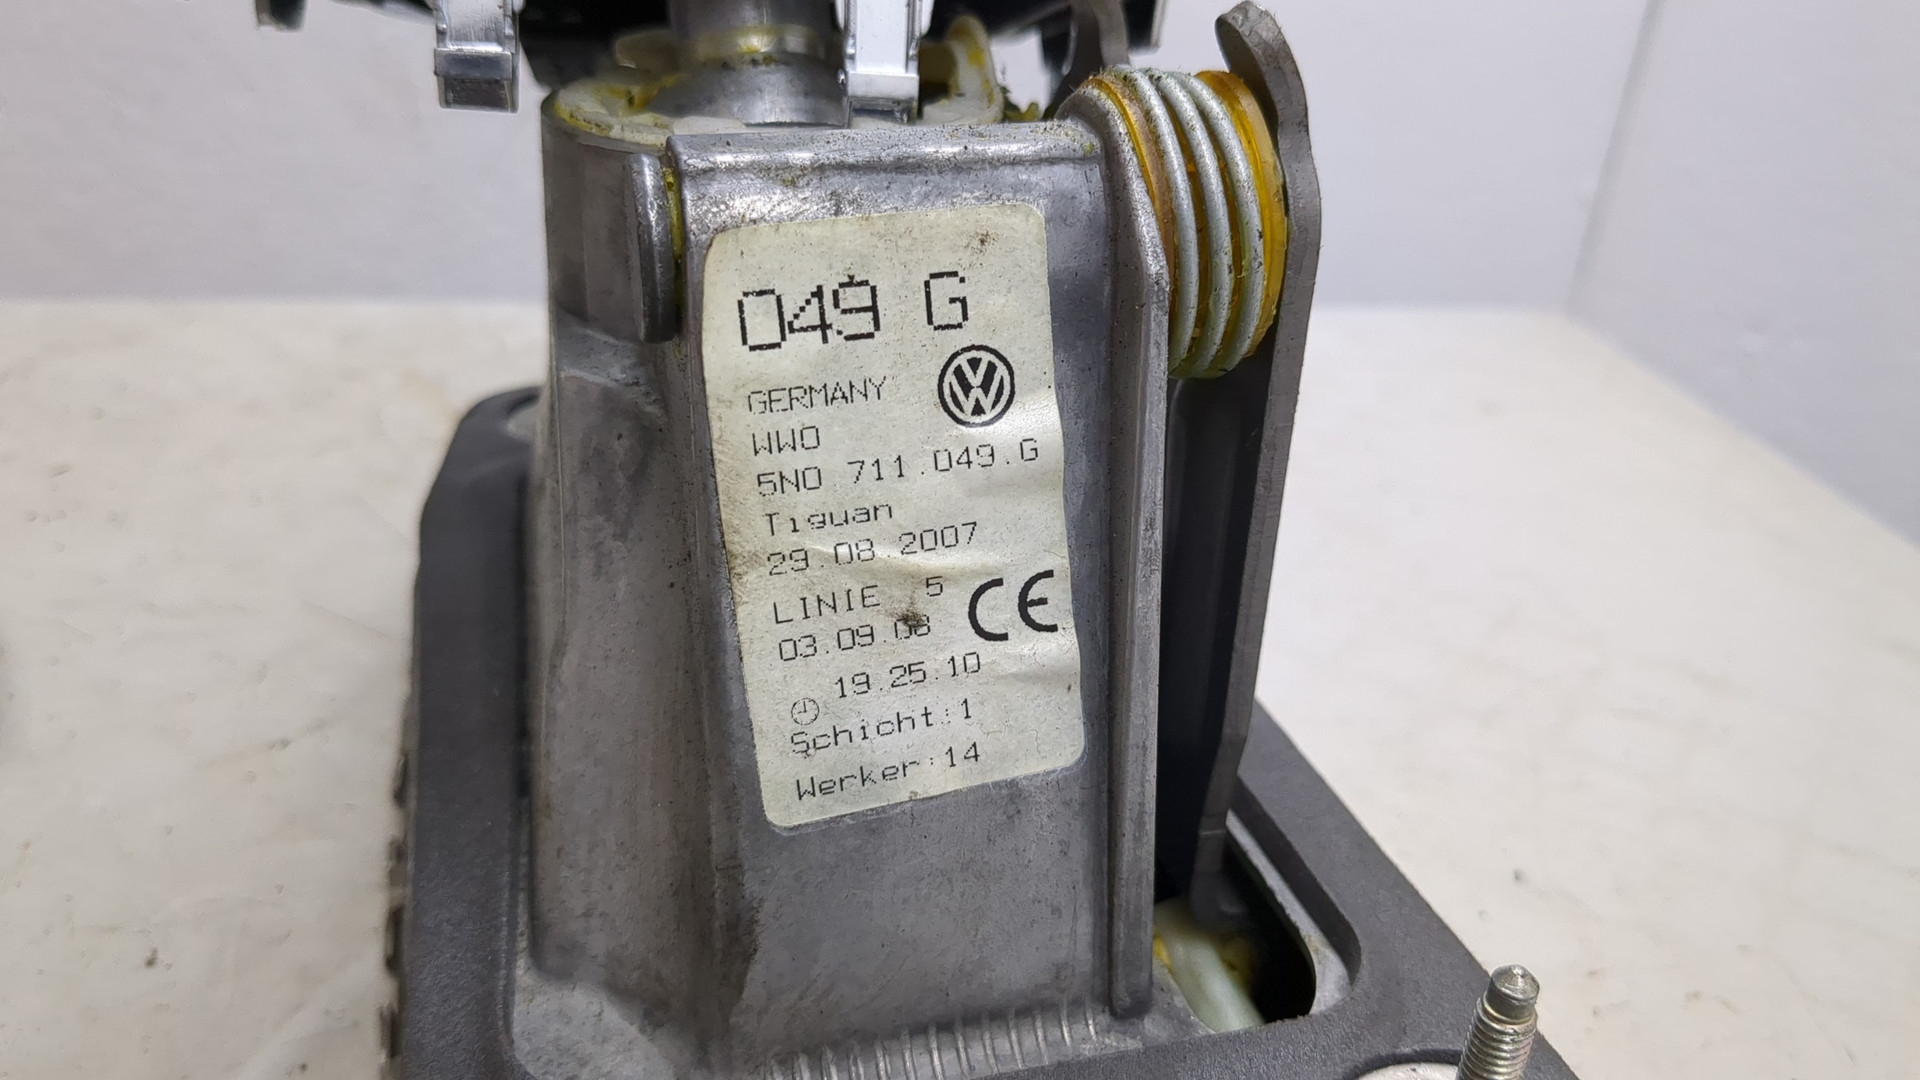 049 G
GERMANY
WWO
5N0 711.049.G
Tiguan
29.08.2007
LINIE 5
03.09.08
CE
19.25.10
Schicht:1
Werker:14